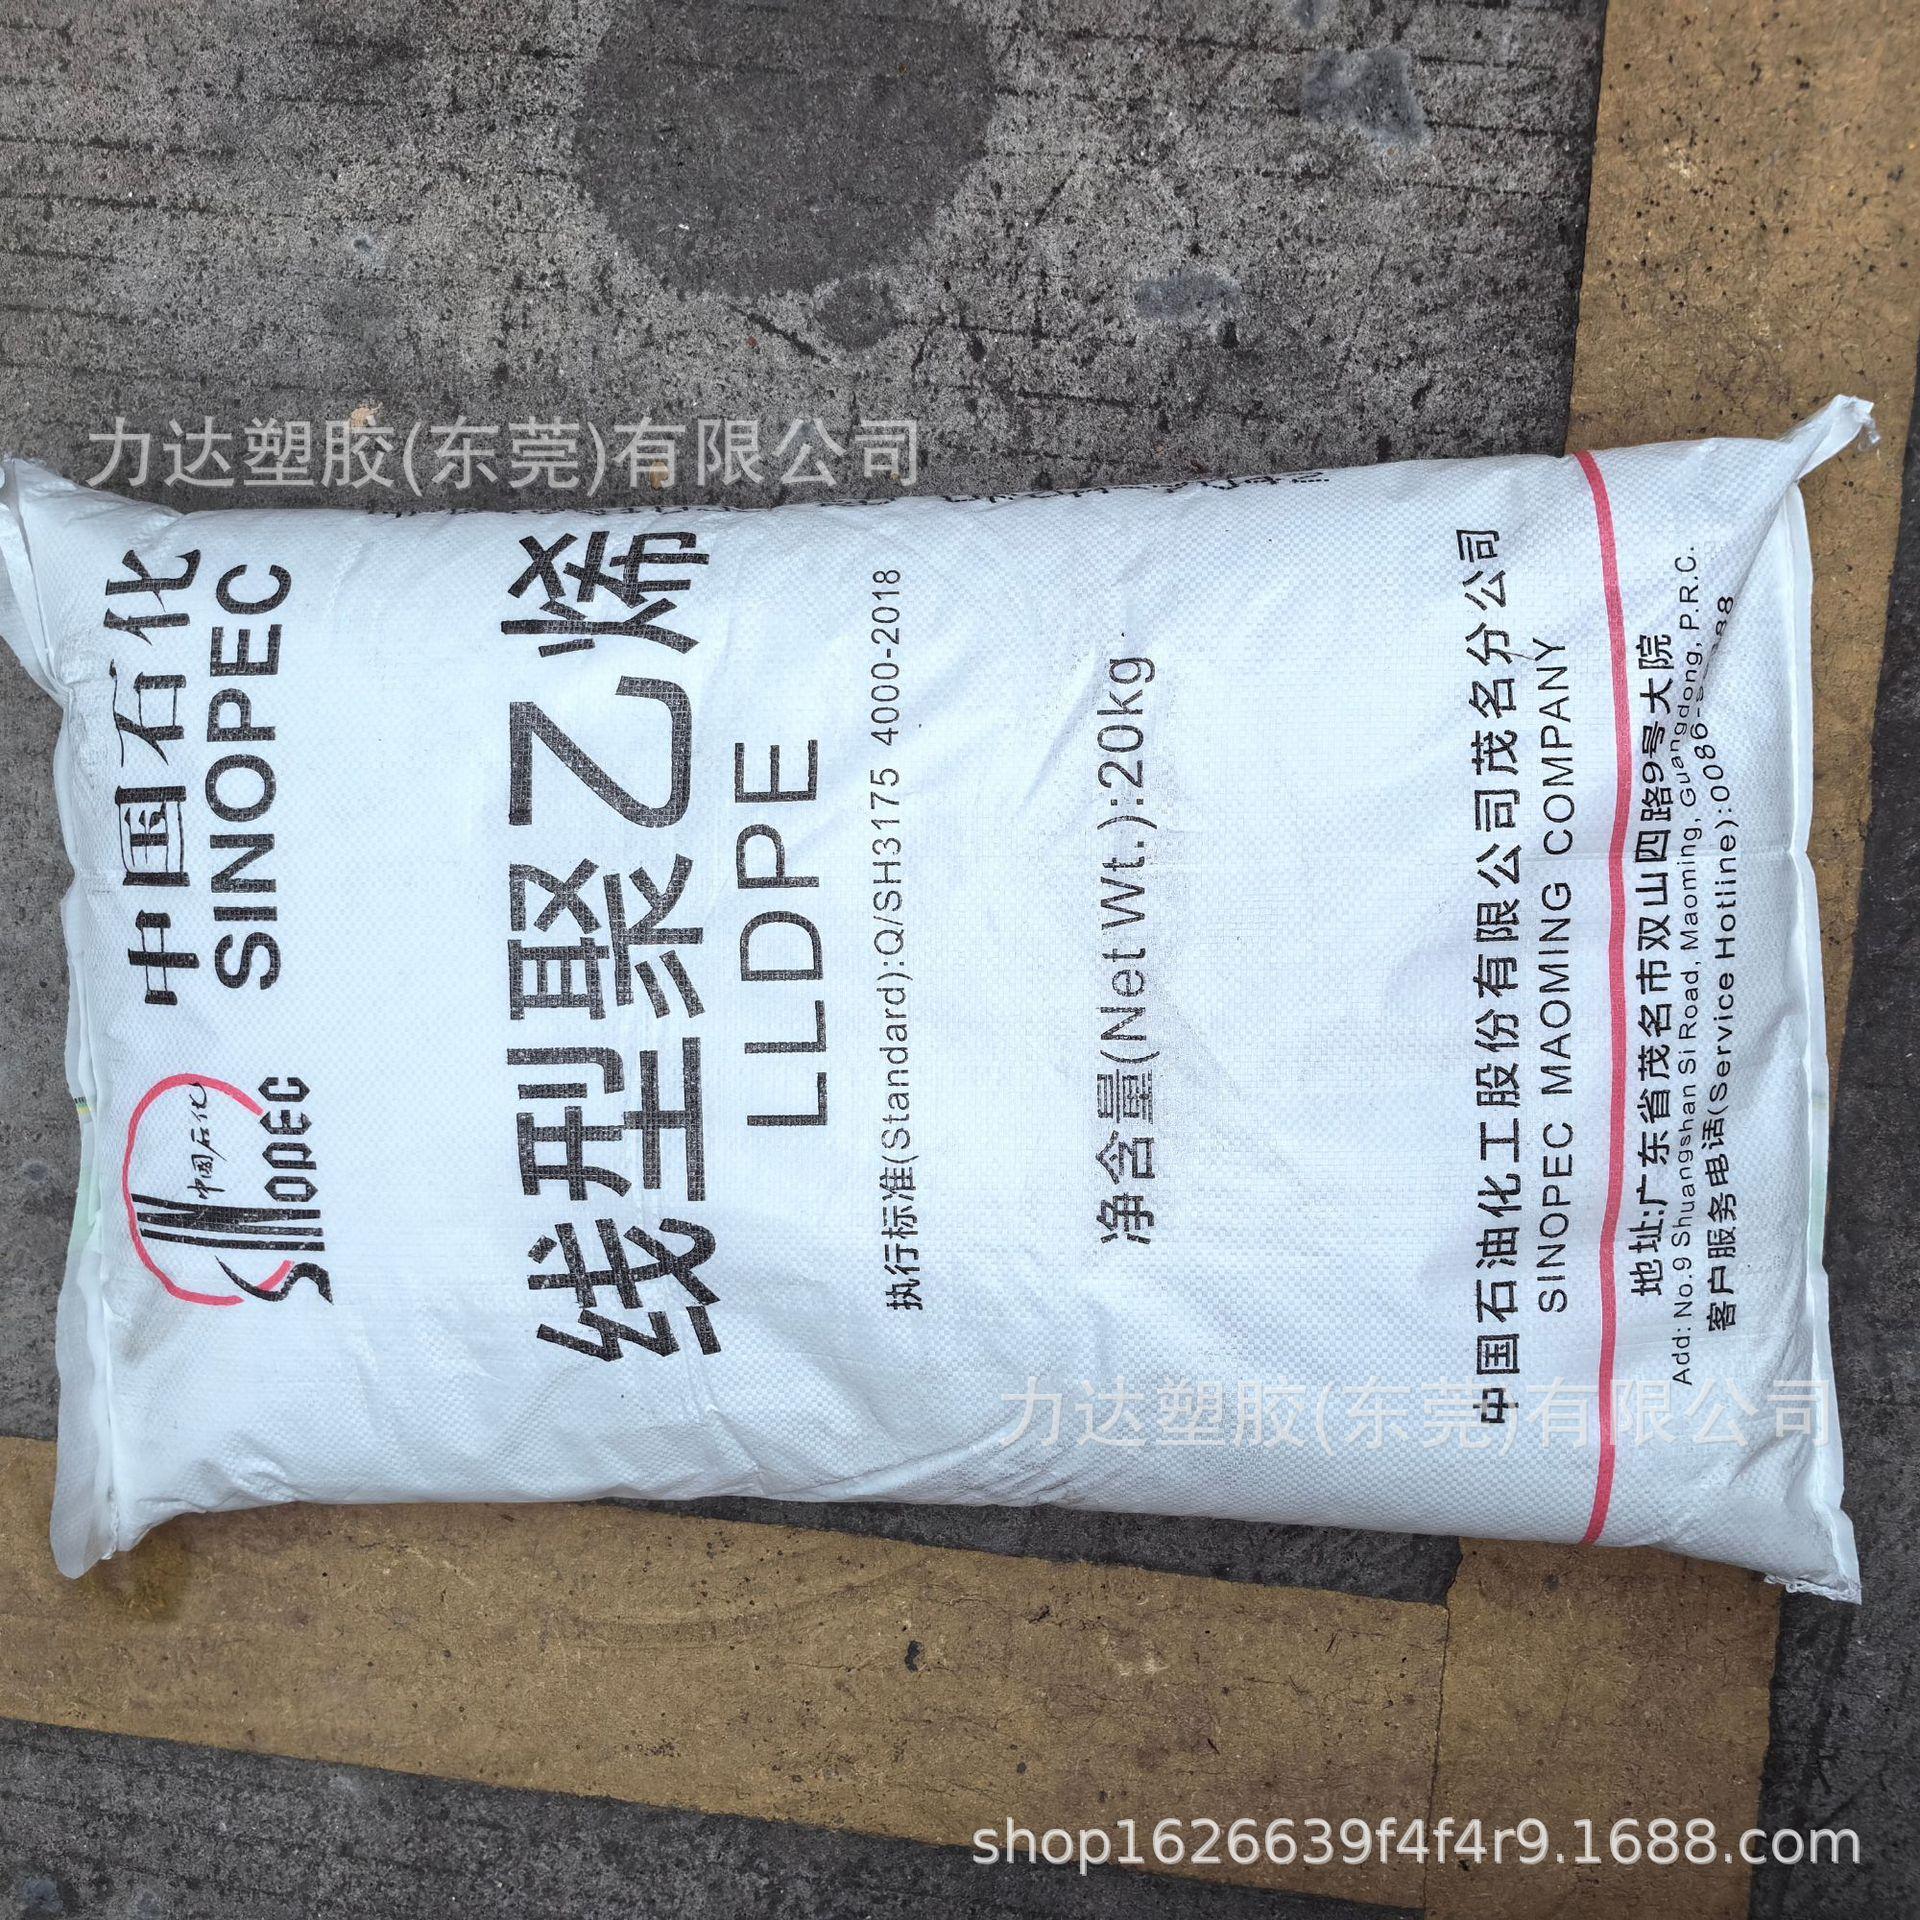 力达塑胶(东莞)有限公司
中国石化
SINOPEC
中国石化
SINOPEC
线型聚乙烯
LLDPE
执行标准(Standard):Q/SH3175 4000-2018
净含量(Net Wt.):20kg
中国石油化工股份有限公司茂名分公司
SINOPEC MAOMING COMPANY
地址:广东省茂名市双山四路9号大院
Add: No.9 Shuangshan Si Road, Maoming, Guangdong, P.R.C.
客户服务电话(Service Hotline):0086-
力达塑胶(东莞)有限公司
shop1626639f4f4r9.1688.com